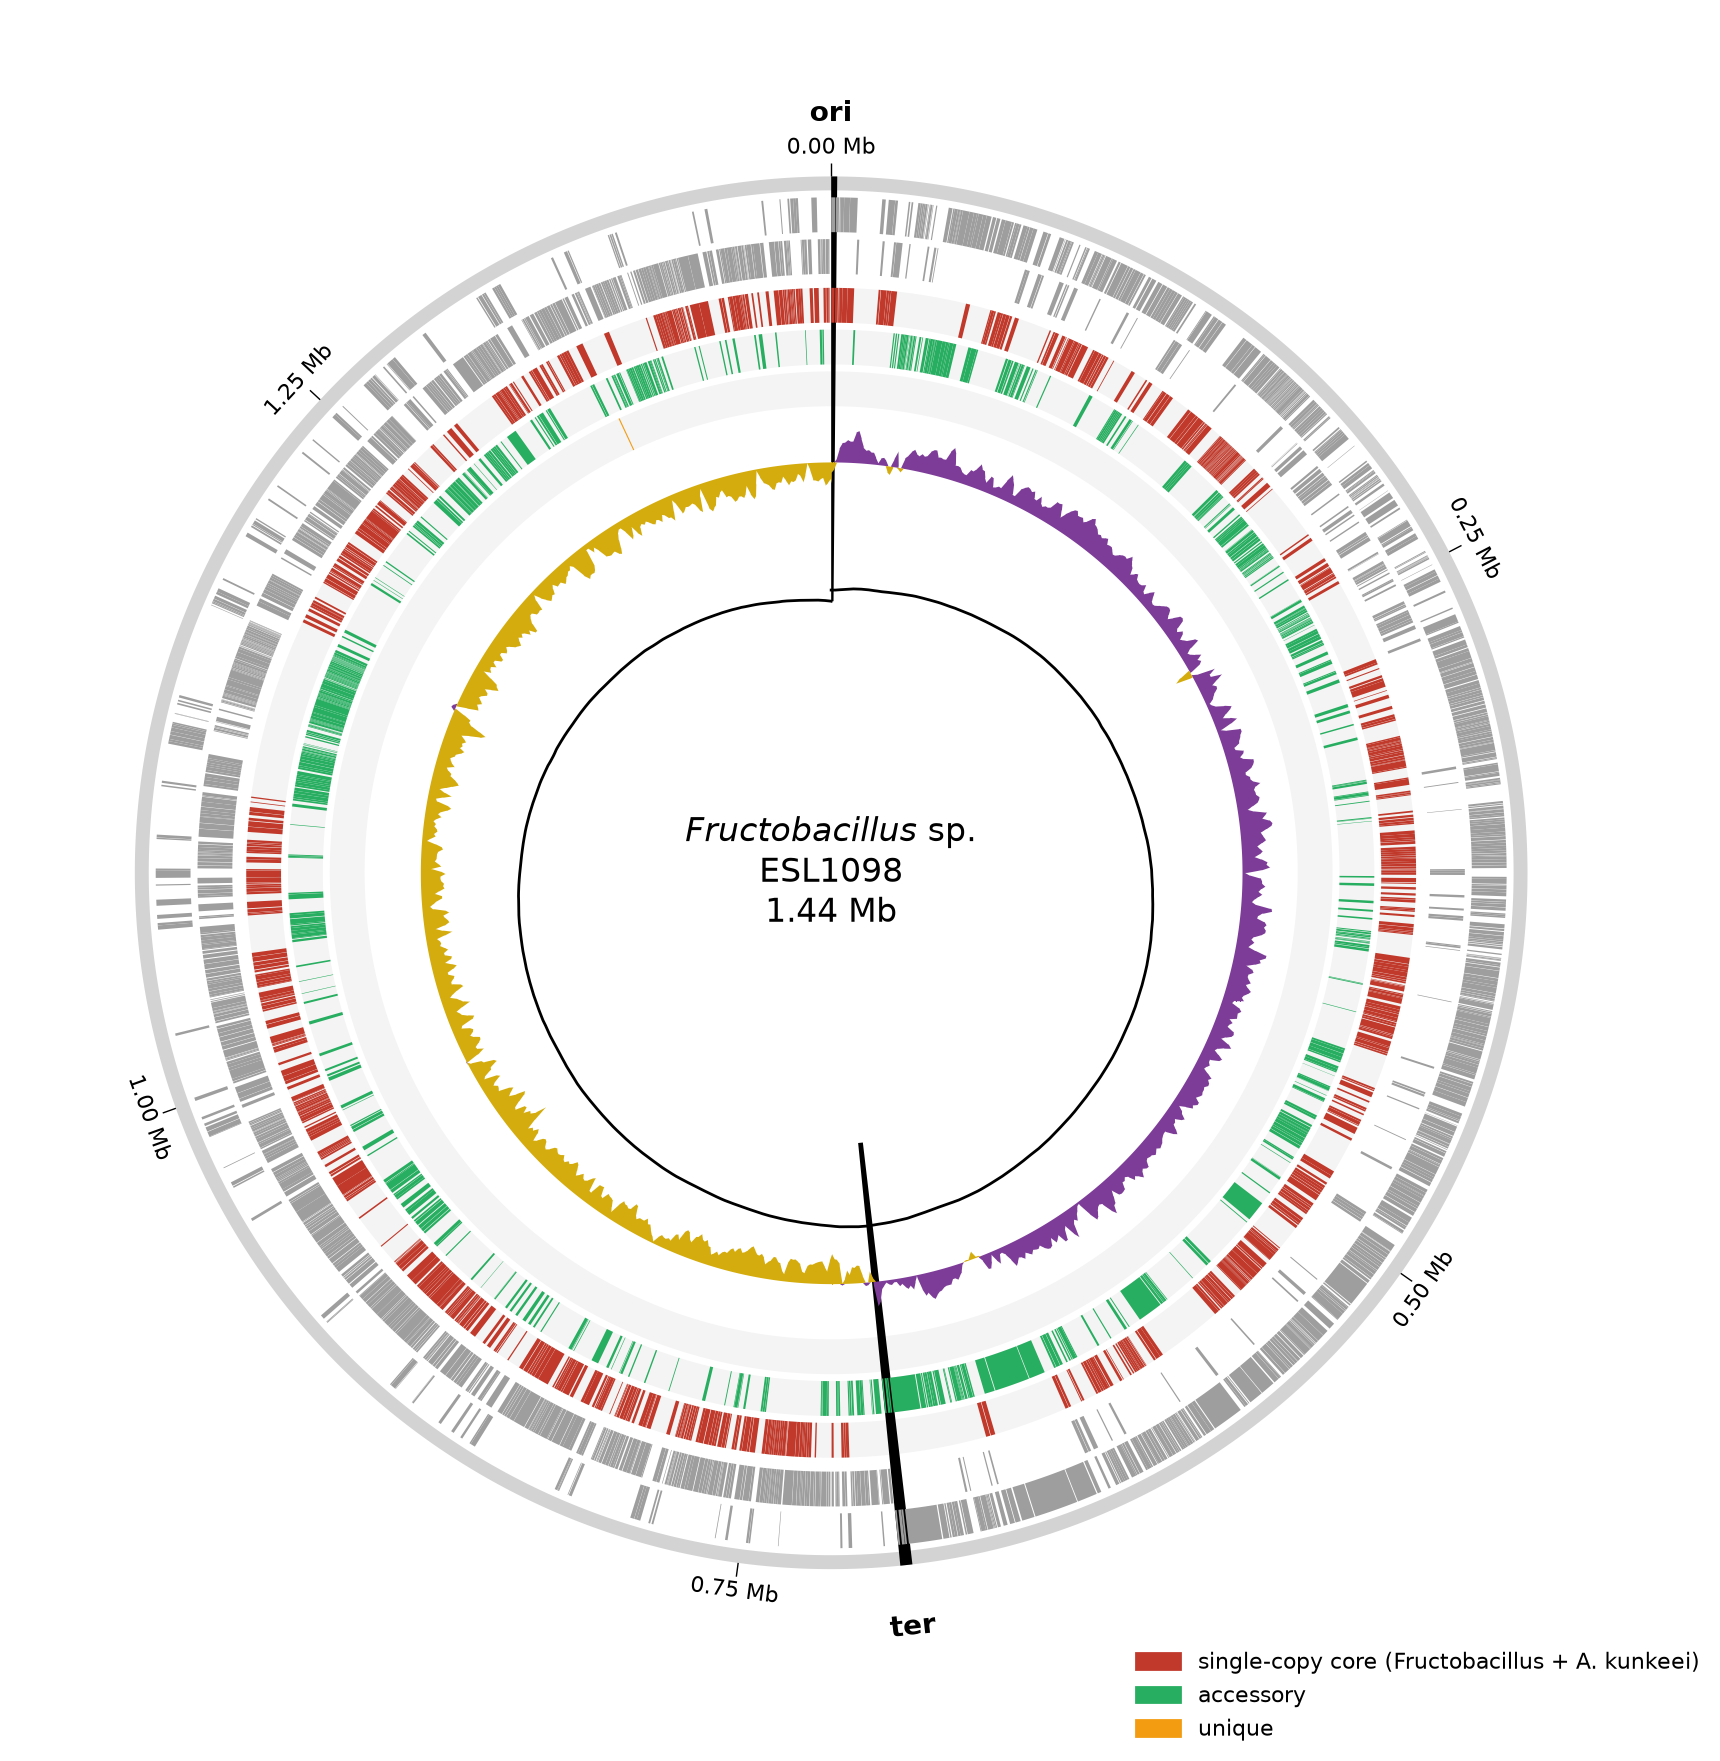 ori
0.00 Mb
1.25 Mb
0.25 Mb
Fructobacillus sp.
ESL1098
1.44 Mb
1.00 Mb
0.50 Mb
0.75 Mb
ter
single-copy core (Fructobacillus + A. kunkeei)
accessory
unique